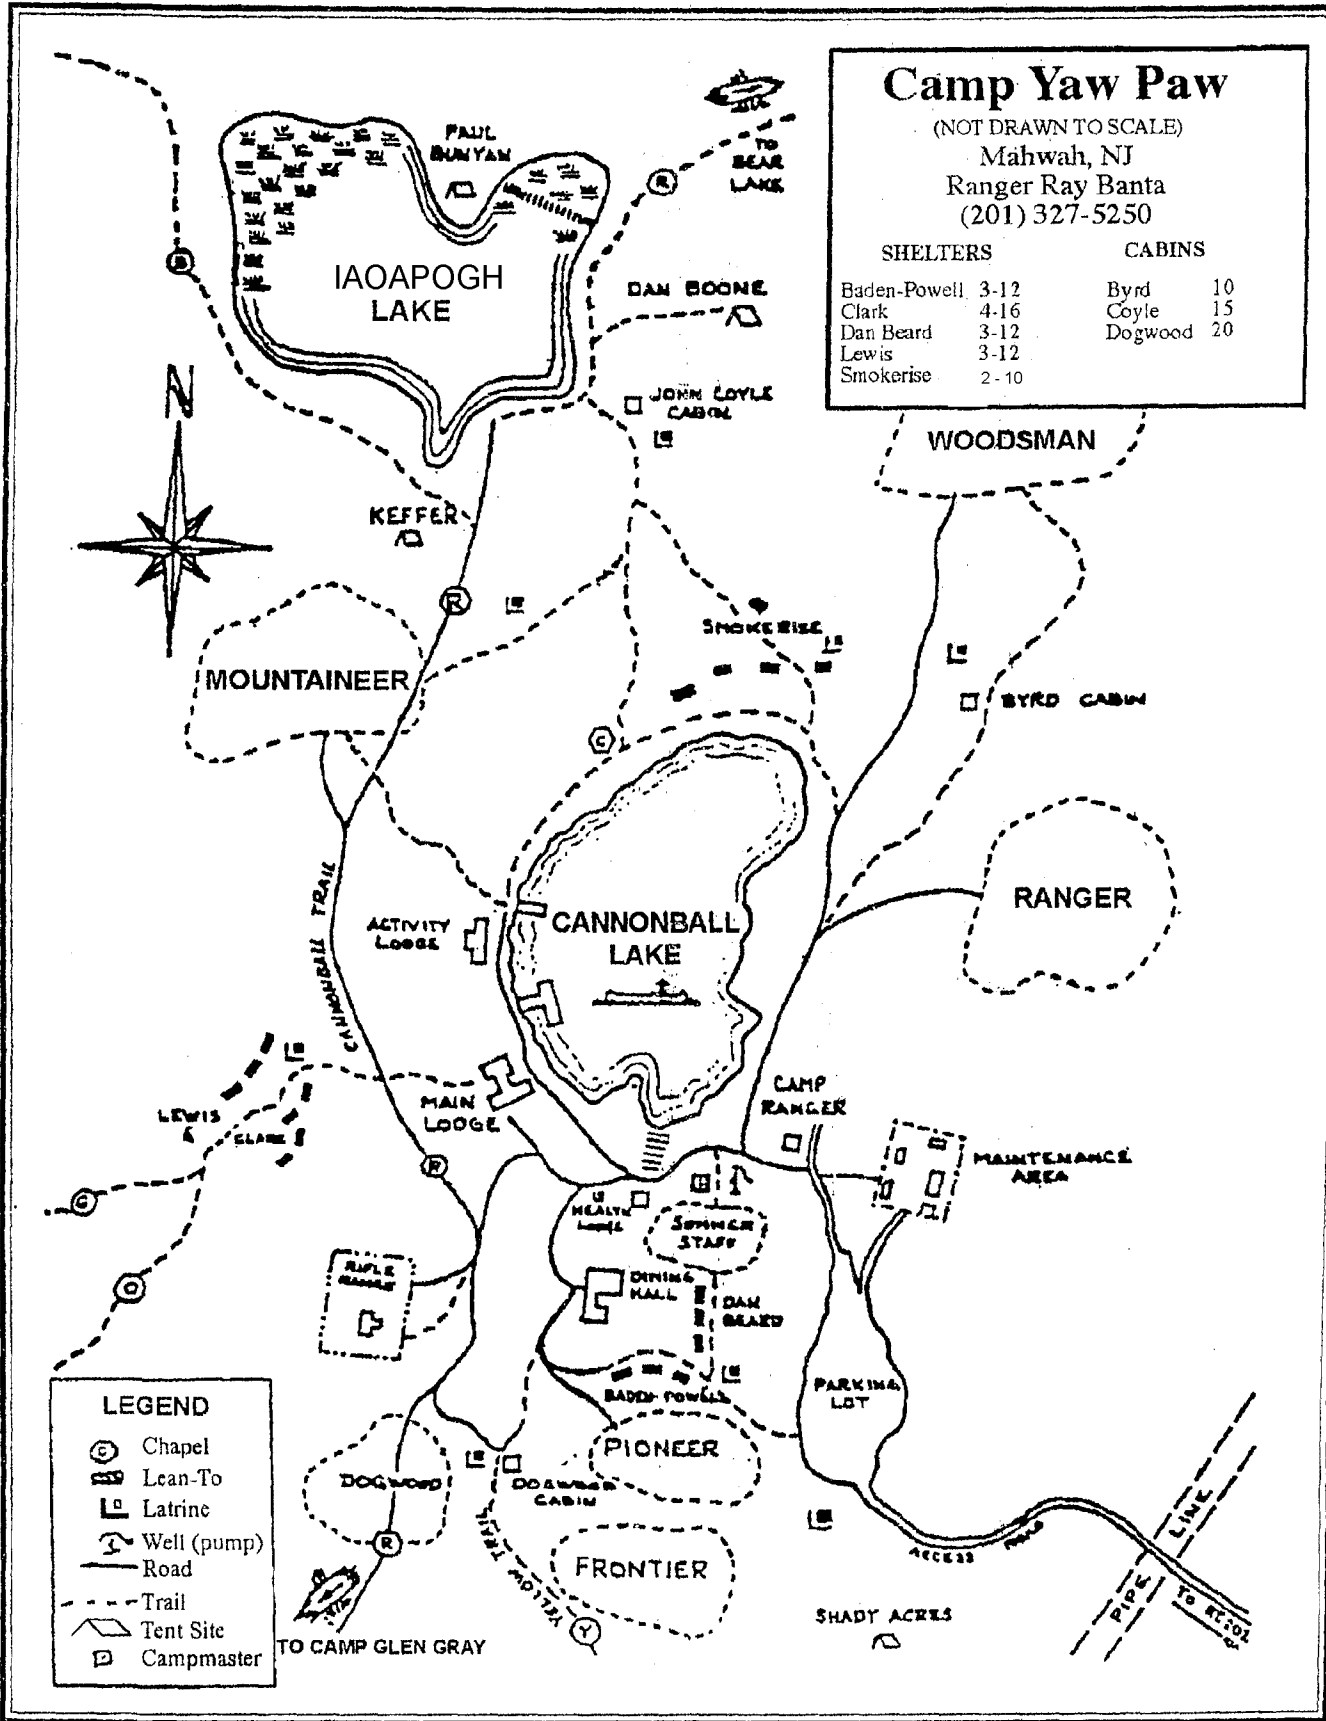 Camp Yaw Paw
(NOT DRAWN TO SCALE)
Mahwah, NJ
Ranger Ray Banta
(201) 327-5250
SHELTERS CABINS
Baden-Powell 3-12 Byrd 10
Clark 4-16 Coyle 15
Dan Beard 3-12 Dogwood 20
Lewis 3-12
Smokerise 2 - 10
PAUL
BUNYAN
TO
BEAR
LAKE
R
B
IAOAPOGH
LAKE
DAN BOONE
N
JOHN COYLE
CABIN
WOODSMAN
KEFFER
R
SMOKERISE
MOUNTAINEER
BYRD CABIN
C
RANGER
CANNONBALL TRAIL
ACTIVITY
LODGE
CANNONBALL
LAKE
CAMP
RANGER
MAIN
LODGE
LEWIS
CLARK
MAINTENANCE
AREA
R
HEALTH
LODGE
SUMMER
STAFF
O
RIFLE
RANGE
DINING
HALL
DAN
BEARD
BADEN-POWELL
PARKING
LOT
PIONEER
DOGWOOD
DOGWOOD
CABIN
R
YELLOW TRAIL
Y
FRONTIER
ACCESS ROAD
PIPE LINE
TO RT 202
SHADY ACRES
TO CAMP GLEN GRAY
LEGEND
C Chapel
Lean-To
Latrine
Well (pump)
Road
Trail
Tent Site
Campmaster